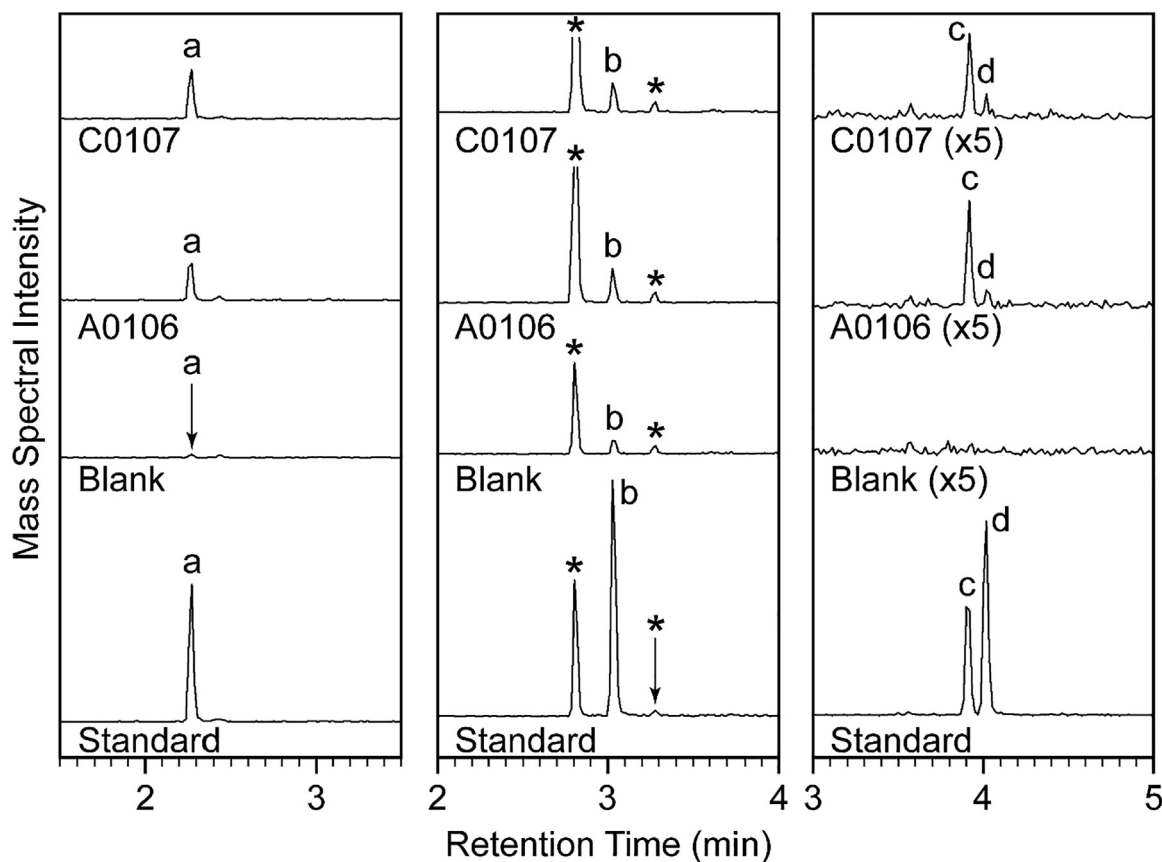 Mass Spectral Intensity
a
C0107
a
A0106
a
Blank
a
Standard
2 3
* b *
C0107
* b *
A0106
* b *
Blank
* b *
Standard
2 3 4
c d
C0107 (x5)
c d
A0106 (x5)
Blank (x5)
c d
Standard
3 4 5
Retention Time (min)